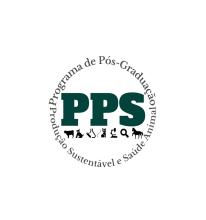 Programa de Pós-Graduação
PPS
Produção Sustentável e Saúde Animal